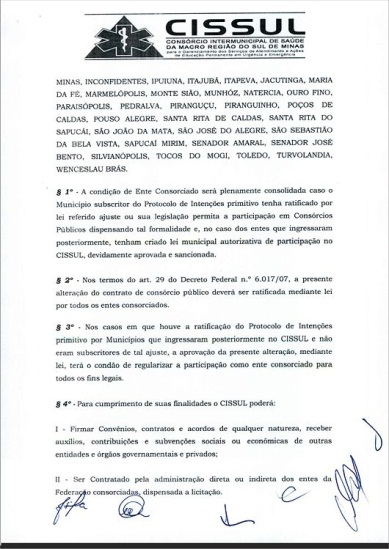 CISSUL
CONSÓRCIO INTERMUNICIPAL DE SAÚDE
DA MACRO REGIÃO DO SUL DE MINAS
para o Gerenciamento dos Serviços de Atendimento e Ações
de Educação Permanente em Urgência e Emergência
MINAS, INCONFIDENTES, IPUIUNA, ITAJUBÁ, ITAPEVA, JACUTINGA, MARIA
DA FÉ, MARMELÓPOLIS, MONTE SIÃO, MUNHÓZ, NATERCIA, OURO FINO,
PARAISÓPOLIS, PEDRALVA, PIRANGUÇU, PIRANGUINHO, POÇOS DE
CALDAS, POUSO ALEGRE, SANTA RITA DE CALDAS, SANTA RITA DO
SAPUCAÍ, SÃO JOÃO DA MATA, SÃO JOSÉ DO ALEGRE, SÃO SEBASTIÃO
DA BELA VISTA, SAPUCAÍ MIRIM, SENADOR AMARAL, SENADOR JOSÉ
BENTO, SILVIANÓPOLIS, TOCOS DO MOGI, TOLEDO, TURVOLANDIA,
WENCESLAU BRÁS.
§ 1º - A condição de Ente Consorciado será plenamente consolidada caso o
Município subscritor do Protocolo de Intenções primitivo tenha ratificado por
lei referido ajuste ou sua legislação permita a participação em Consórcios
Públicos dispensando tal formalidade e, no caso dos entes que ingressaram
posteriormente, tenham criado lei municipal autorizativa de participação no
CISSUL, devidamente aprovada e sancionada.
§ 2º - Nos termos do art. 29 do Decreto Federal n.º 6.017/07, a presente
alteração do contrato de consórcio público deverá ser ratificada mediante lei
por todos os entes consorciados.
§ 3º - Nos casos em que houve a ratificação do Protocolo de Intenções
primitivo por Municípios que ingressaram posteriormente no CISSUL e não
eram subscritores de tal ajuste, a aprovação da presente alteração, mediante
lei, terá o condão de regularizar a participação como ente consorciado para
todos os fins legais.
§ 4º - Para cumprimento de suas finalidades o CISSUL poderá:
I - Firmar Convênios, contratos e acordos de qualquer natureza, receber
auxílios, contribuições e subvenções sociais ou econômicas de outras
entidades e órgãos governamentais e privados;
II - Ser Contratado pela administração direta ou indireta dos entes da
Federação consorciadas, dispensada a licitação.